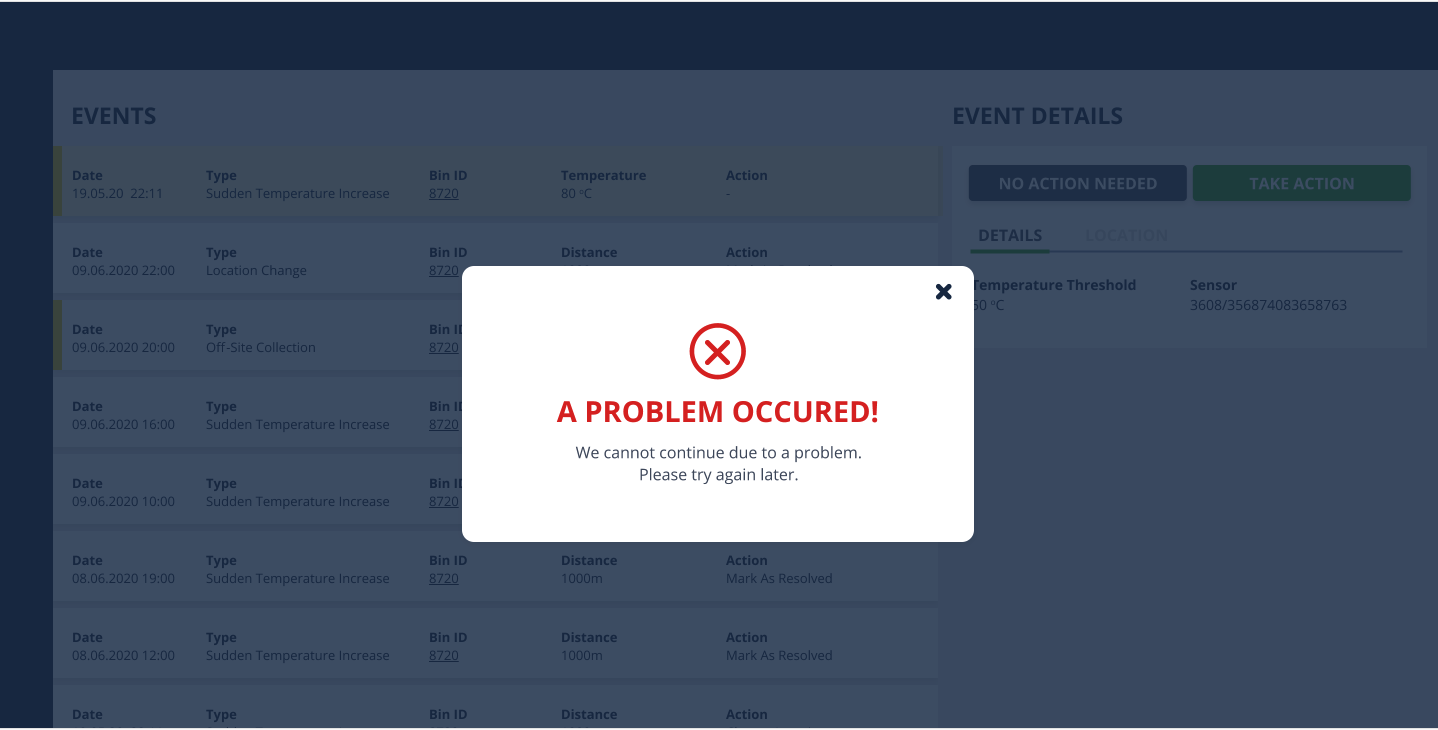 EVENTS
EVENT DETAILS
Date Type Bin ID Temperature Action
19.05.20 22:11 Sudden Temperature Increase 8720 80 °C -
NO ACTION NEEDED TAKE ACTION
DETAILS LOCATION
Date Type Bin ID Distance Action
09.06.2020 22:00 Location Change 8720
Temperature Threshold Sensor
60 °C 3608/356874083658763
Date Type Bin
09.06.2020 20:00 Off-Site Collection 8720
Date Type Bin
09.06.2020 16:00 Sudden Temperature Increase 8720
Date Type Bin
09.06.2020 10:00 Sudden Temperature Increase 8720
A PROBLEM OCCURED!
We cannot continue due to a problem.
Please try again later.
Date Type Bin ID Distance Action
08.06.2020 19:00 Sudden Temperature Increase 8720 1000m Mark As Resolved
Date Type Bin ID Distance Action
08.06.2020 12:00 Sudden Temperature Increase 8720 1000m Mark As Resolved
Date Type Bin ID Distance Action